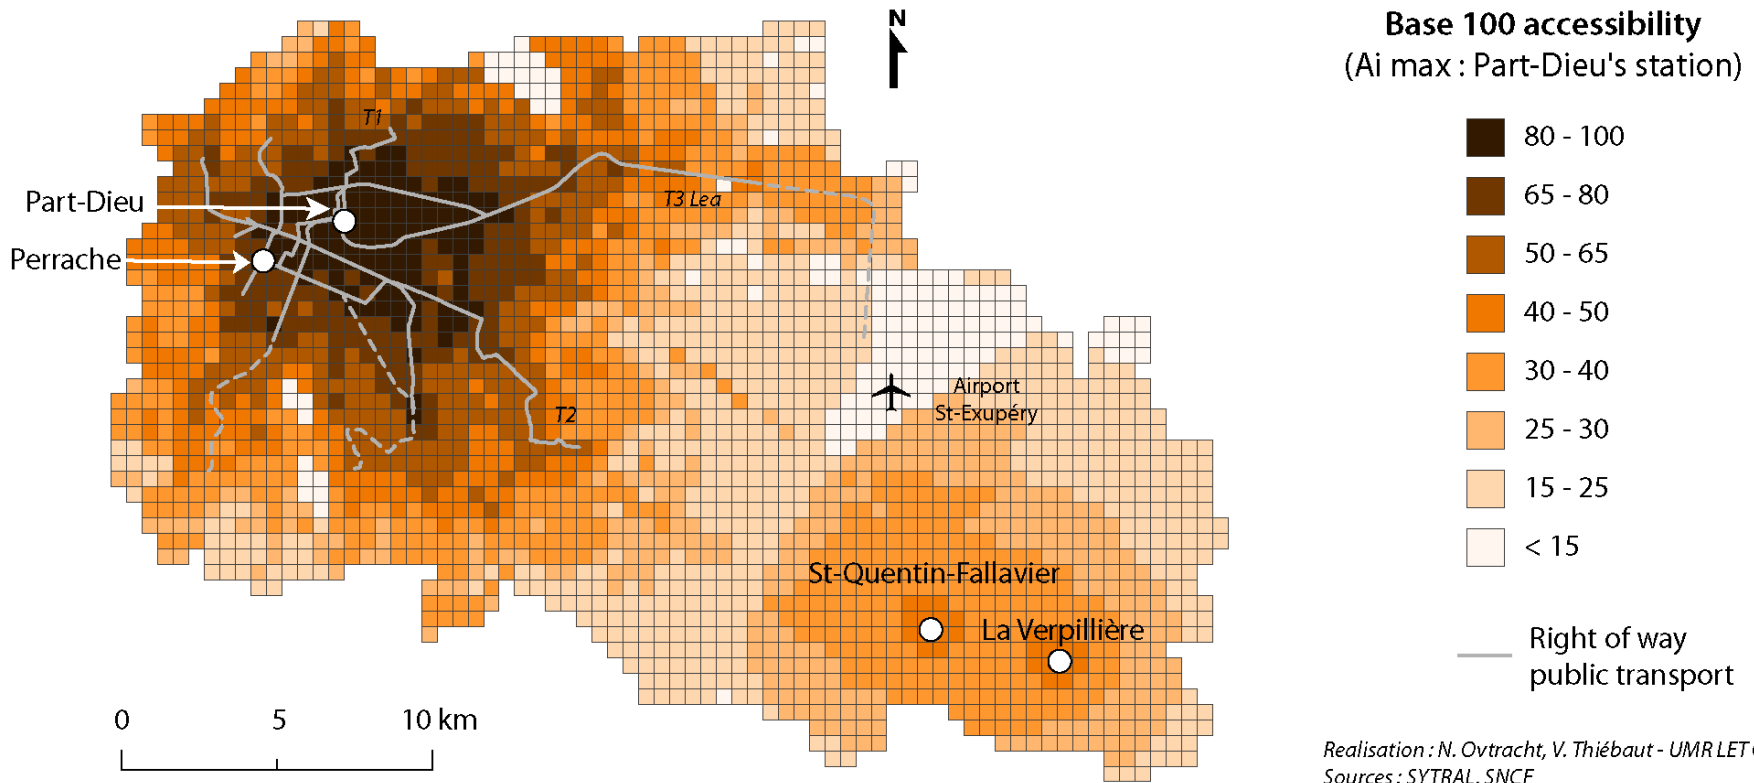 N
Base 100 accessibility
(Ai max : Part-Dieu's station)
80 - 100
65 - 80
50 - 65
40 - 50
30 - 40
25 - 30
15 - 25
< 15
Right of way
public transport
T1
Part-Dieu
T3 Lea
Perrache
Airport
St-Exupéry
T2
St-Quentin-Fallavier
La Verpillière
0 5 10 km
Realisation : N. Ovtracht, V. Thiébaut - UMR LET
Sources : SYTRAL, SNCF